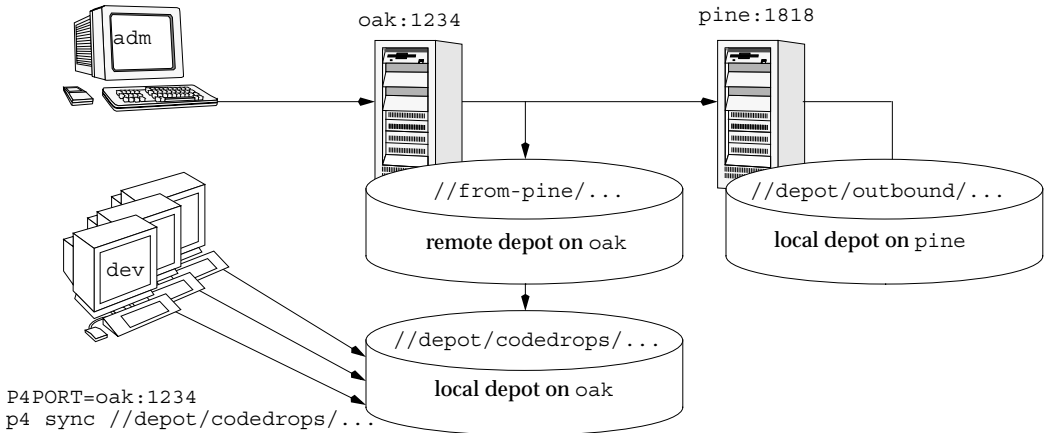 oak:1234
pine:1818
adm
//from-pine/...
//depot/outbound/...
remote depot on oak
local depot on pine
dev
//depot/codedrops/...
local depot on oak
P4PORT=oak:1234
p4 sync //depot/codedrops/...